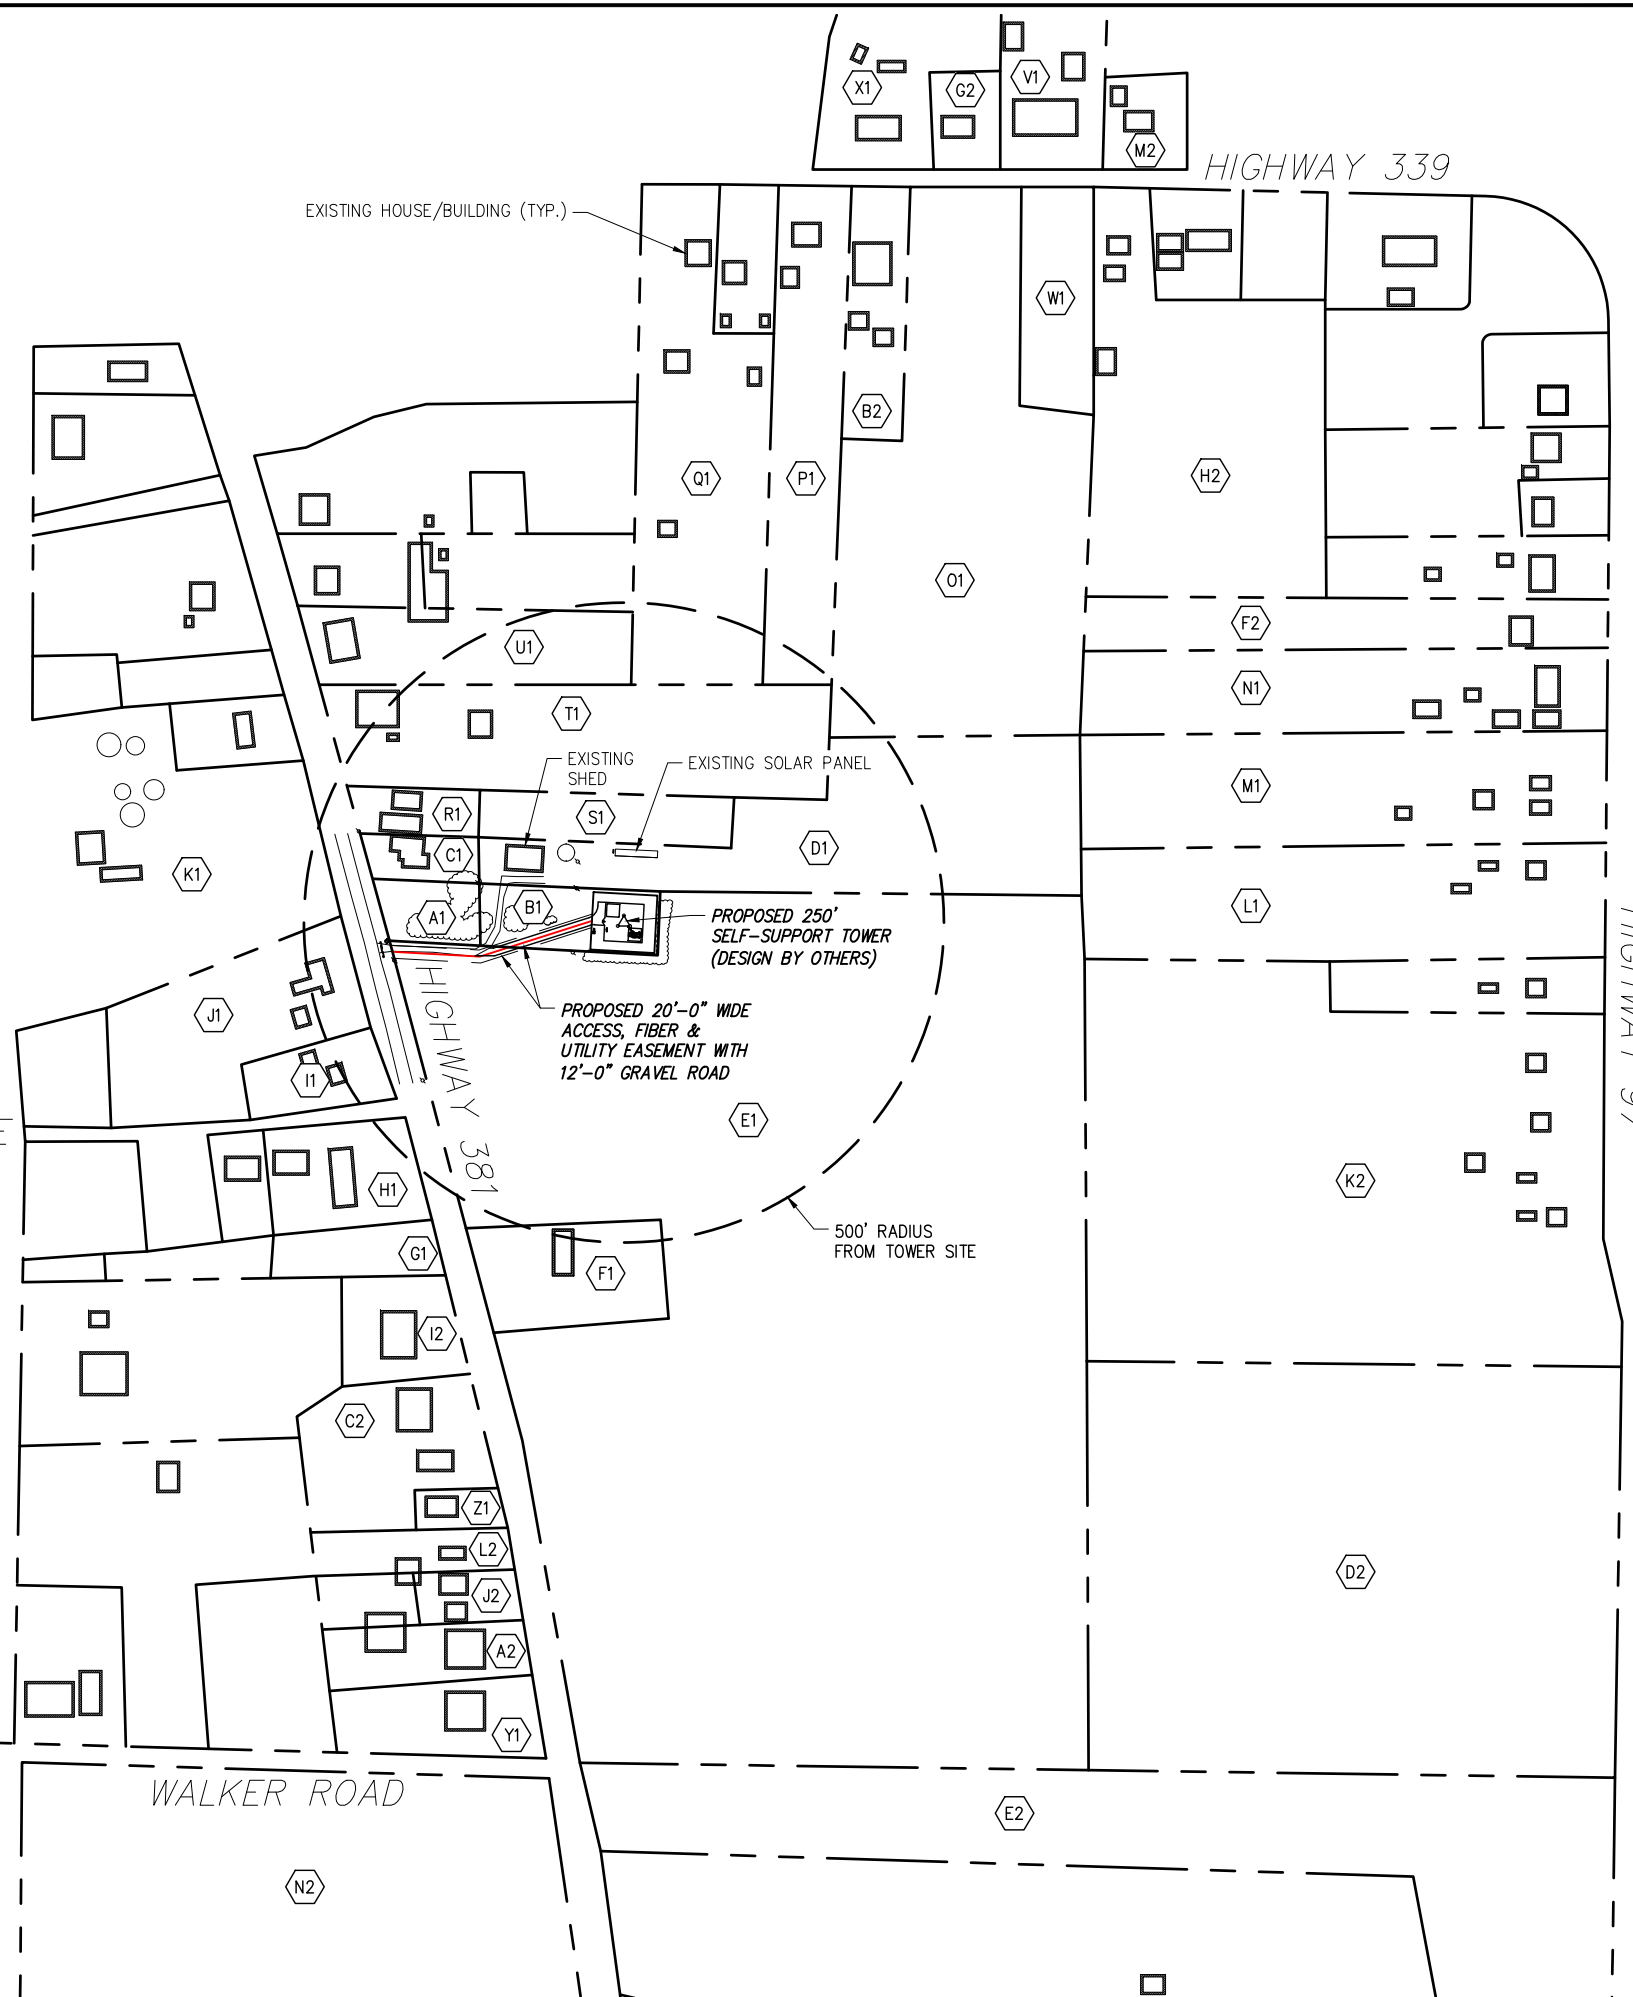 X1
G2
V1
M2
HIGHWAY 339
EXISTING HOUSE/BUILDING (TYP.)
W1
B2
Q1
P1
H2
O1
F2
U1
N1
T1
EXISTING
SHED
EXISTING SOLAR PANEL
M1
R1
S1
C1
D1
K1
L1
A1
B1
PROPOSED 250'
SELF-SUPPORT TOWER
(DESIGN BY OTHERS)
HIGHWAY 97
J1
PROPOSED 20'-0" WIDE
ACCESS, FIBER &
UTILITY EASEMENT WITH
12'-0" GRAVEL ROAD
HIGHWAY 381
I1
E1
K2
H1
500' RADIUS
FROM TOWER SITE
G1
F1
I2
C2
Z1
L2
D2
J2
A2
Y1
WALKER ROAD
E2
N2